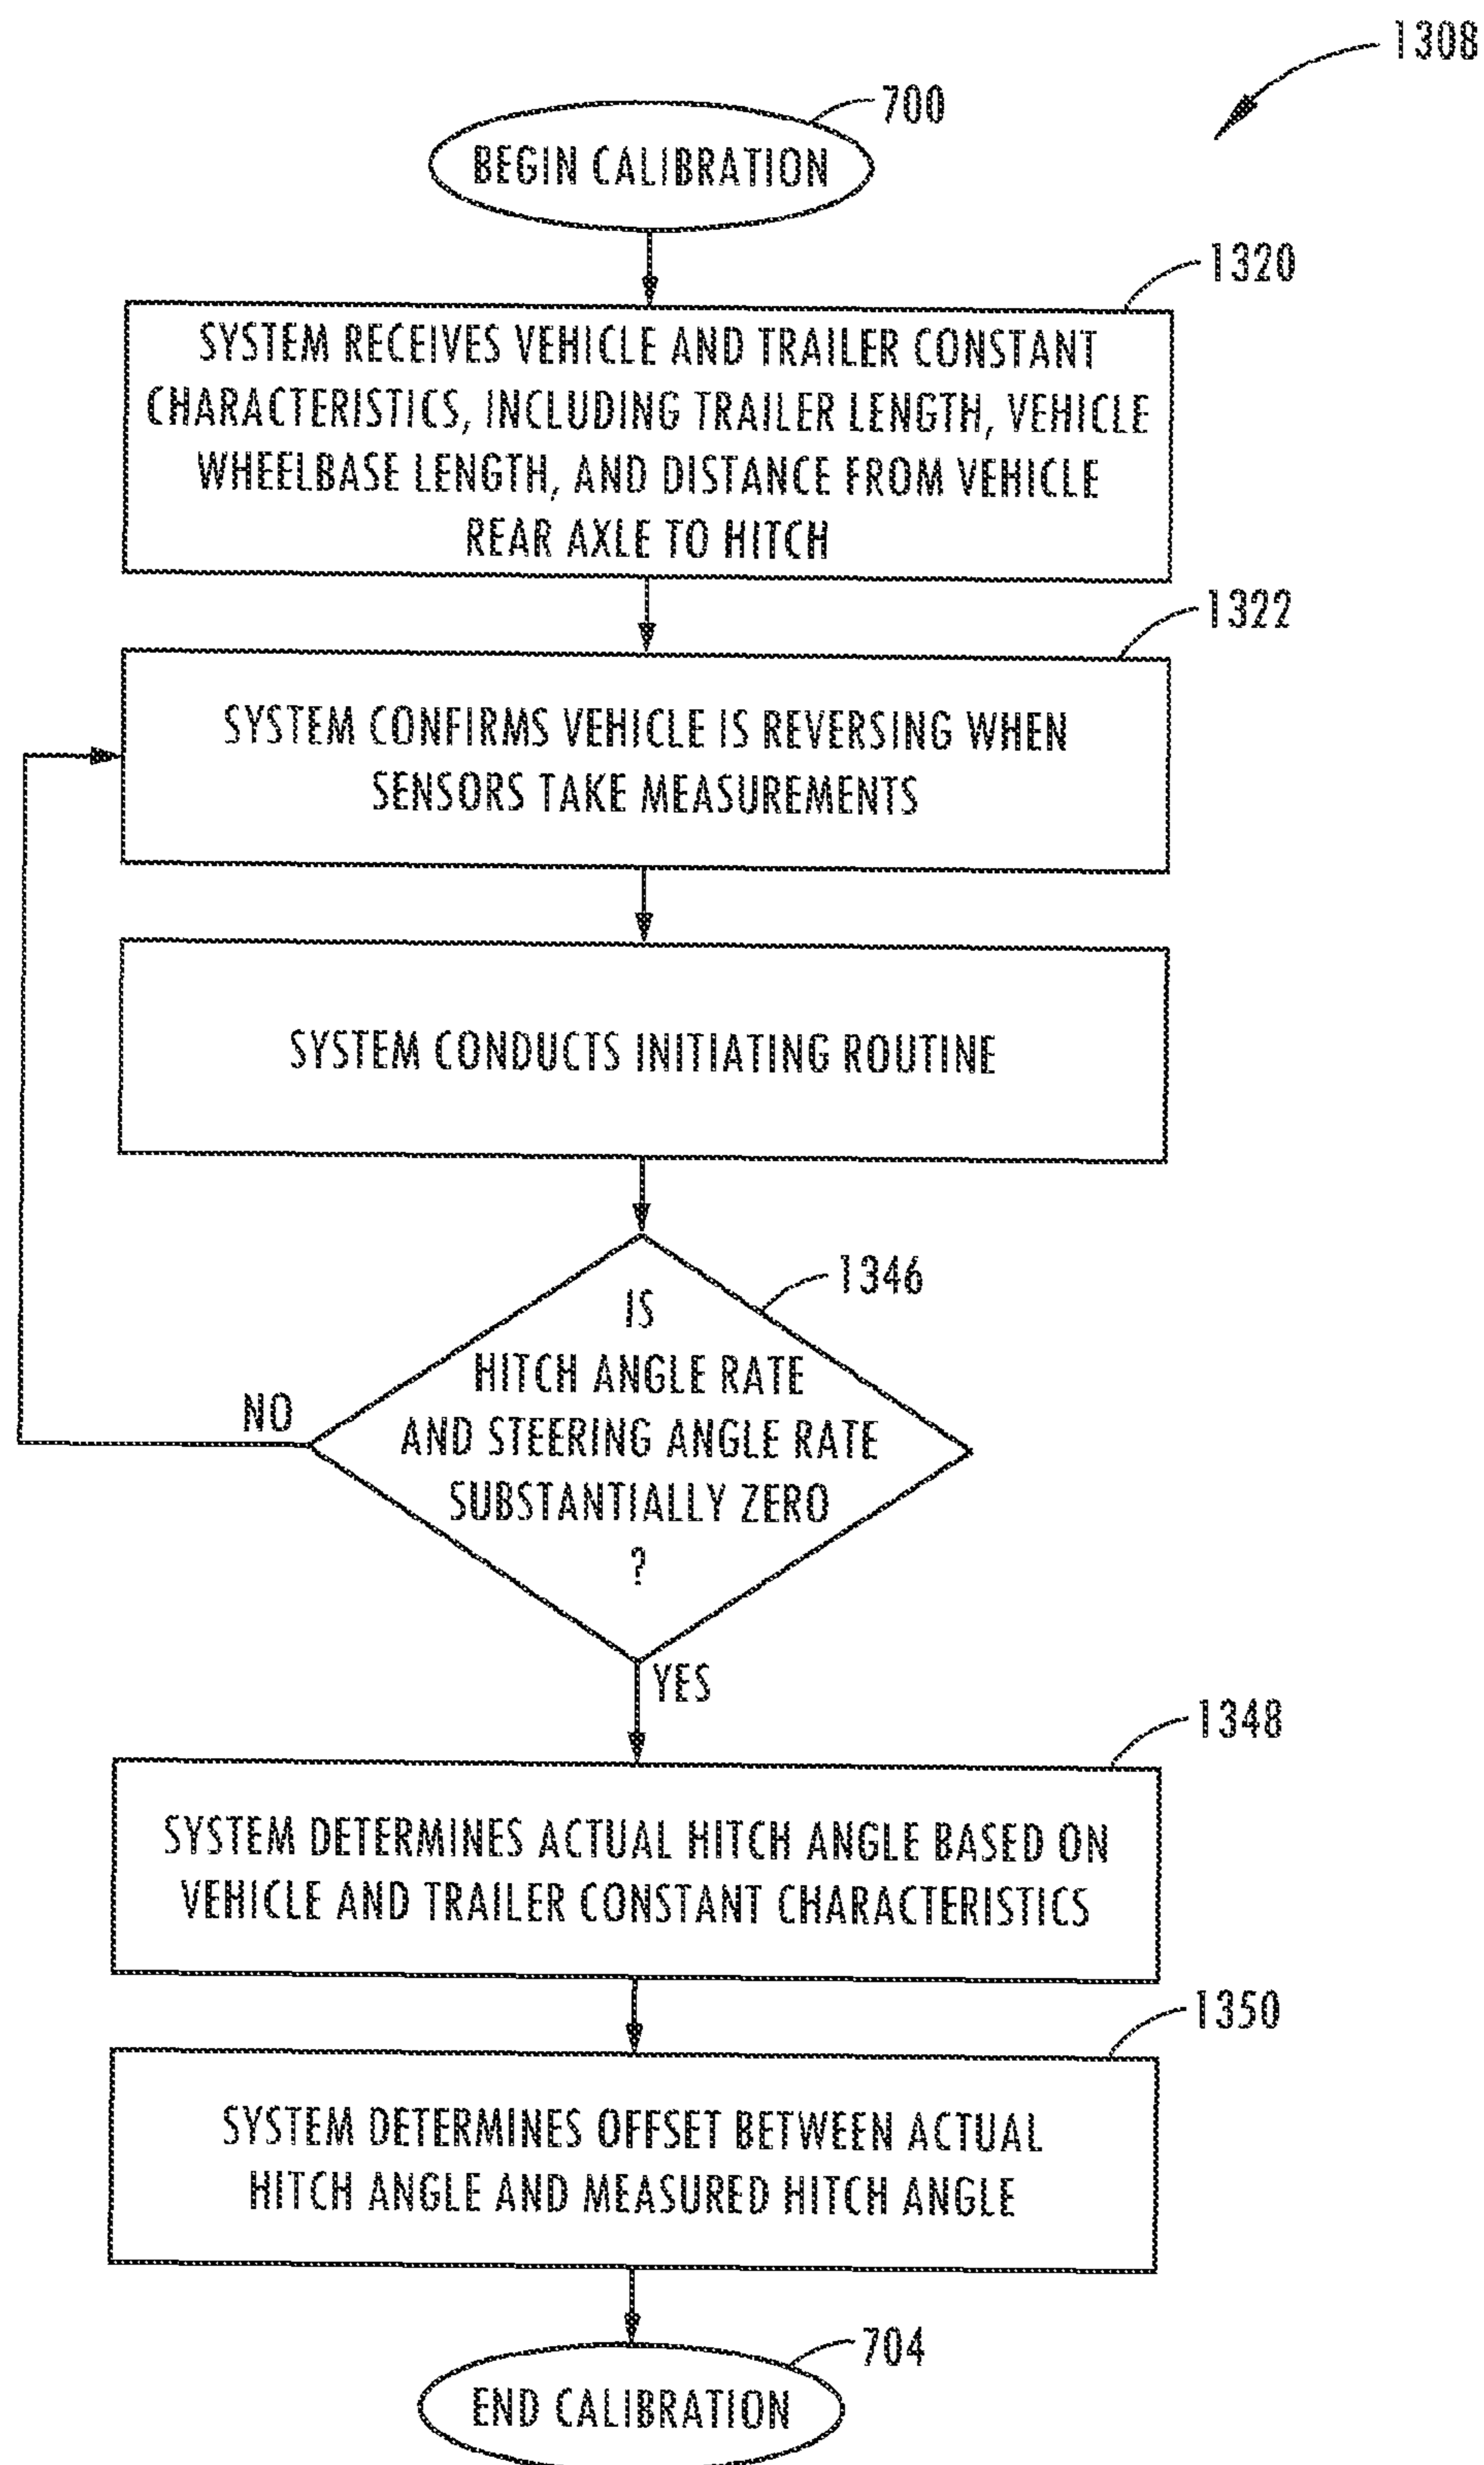 1308
700
BEGIN CALIBRATION
1320
SYSTEM RECEIVES VEHICLE AND TRAILER CONSTANT
CHARACTERISTICS, INCLUDING TRAILER LENGTH, VEHICLE
WHEELBASE LENGTH, AND DISTANCE FROM VEHICLE
REAR AXLE TO HITCH
1322
SYSTEM CONFIRMS VEHICLE IS REVERSING WHEN
SENSORS TAKE MEASUREMENTS
SYSTEM CONDUCTS INITIATING ROUTINE
1346
IS
HITCH ANGLE RATE
AND STEERING ANGLE RATE
SUBSTANTIALLY ZERO
?
NO
YES
1348
SYSTEM DETERMINES ACTUAL HITCH ANGLE BASED ON
VEHICLE AND TRAILER CONSTANT CHARACTERISTICS
1350
SYSTEM DETERMINES OFFSET BETWEEN ACTUAL
HITCH ANGLE AND MEASURED HITCH ANGLE
704
END CALIBRATION